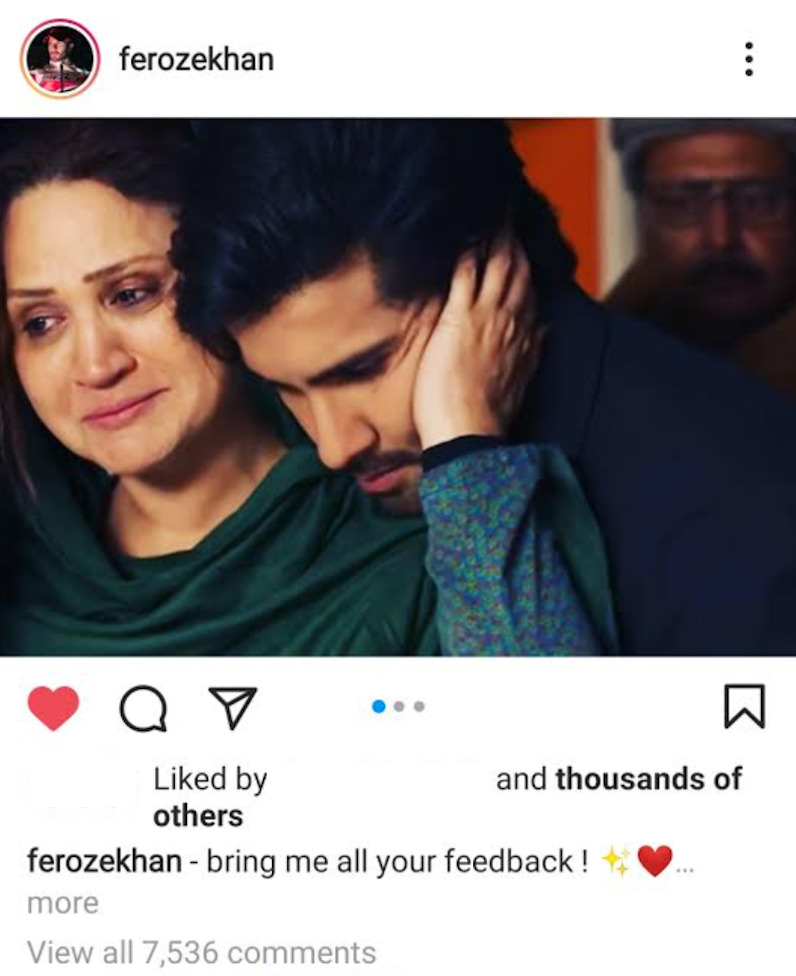 ferozekhan
Liked by and thousands of
others
ferozekhan - bring me all your feedback ! ✨❤️...
more
View all 7,536 comments